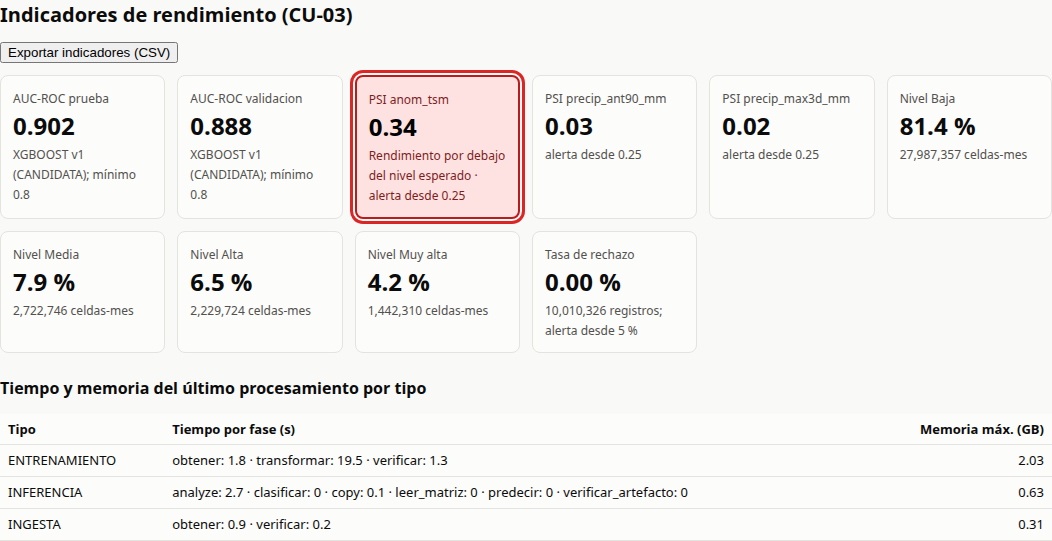 Indicadores de rendimiento (CU-03)
Exportar indicadores (CSV)
AUC-ROC prueba
0.902
XGBOOST v1
(CANDIDATA); mínimo
0.8
AUC-ROC validacion
0.888
XGBOOST v1
(CANDIDATA); mínimo
0.8
PSI anom_tsm
0.34
Rendimiento por debajo
del nivel esperado ·
alerta desde 0.25
PSI precip_ant90_mm
0.03
alerta desde 0.25
PSI precip_max3d_mm
0.02
alerta desde 0.25
Nivel Baja
81.4 %
27,987,357 celdas-mes
Nivel Media
7.9 %
2,722,746 celdas-mes
Nivel Alta
6.5 %
2,229,724 celdas-mes
Nivel Muy alta
4.2 %
1,442,310 celdas-mes
Tasa de rechazo
0.00 %
10,010,326 registros;
alerta desde 5 %
Tiempo y memoria del último procesamiento por tipo
Tipo Tiempo por fase (s) Memoria máx. (GB)
ENTRENAMIENTO obtener: 1.8 · transformar: 19.5 · verificar: 1.3 2.03
INFERENCIA analyze: 2.7 · clasificar: 0 · copy: 0.1 · leer_matriz: 0 · predecir: 0 · verificar_artefacto: 0 0.63
INGESTA obtener: 0.9 · verificar: 0.2 0.31